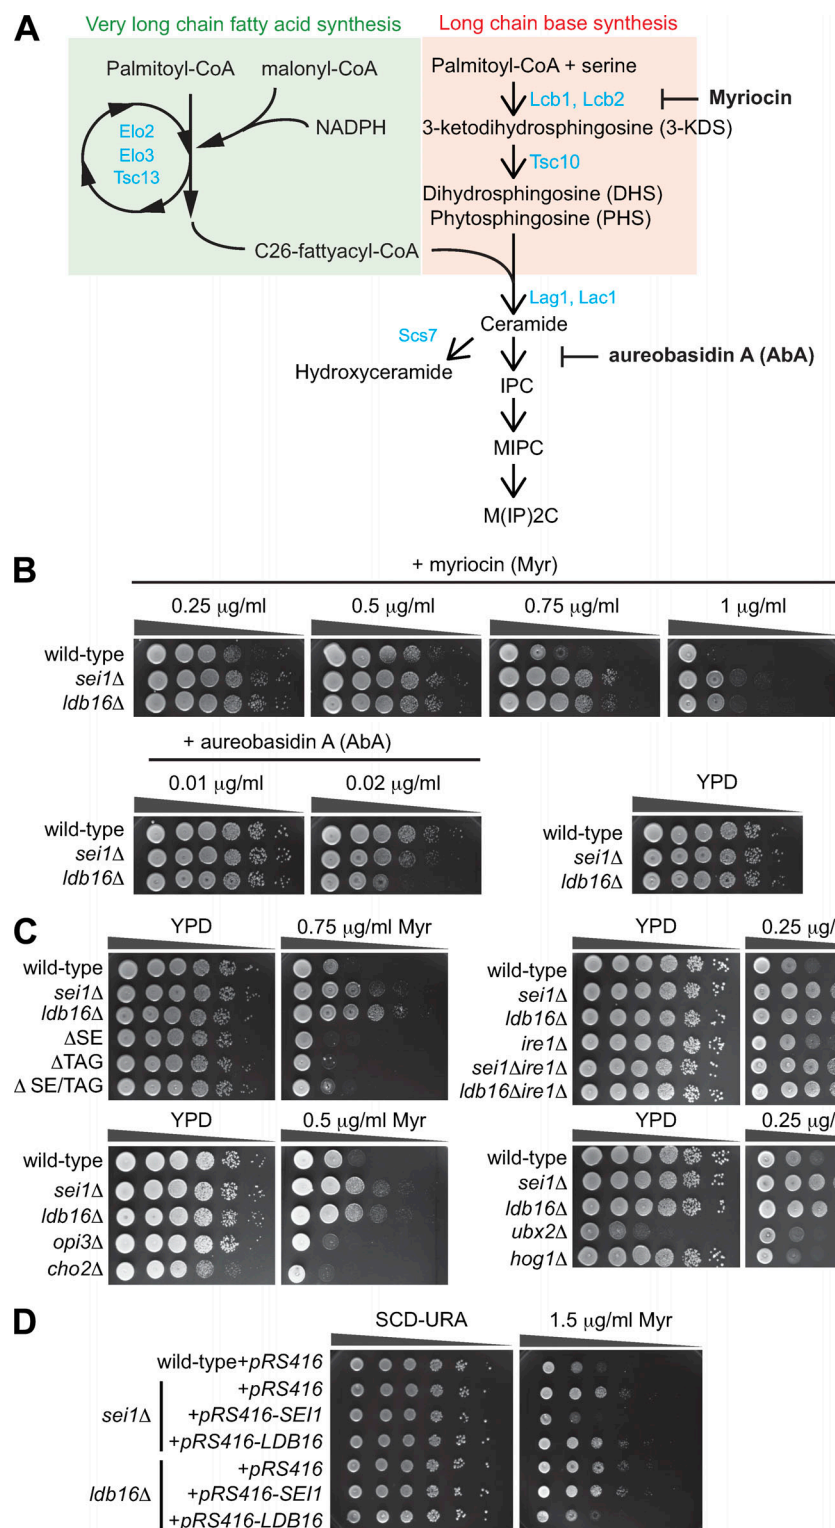 A
Very long chain fatty acid synthesis
Long chain base synthesis
Palmitoyl-CoA
malonyl-CoA
Palmitoyl-CoA + serine
Lcb1, Lcb2
Myriocin
Elo2
Elo3
Tsc13
NADPH
3-ketodihydrosphingosine (3-KDS)
Tsc10
Dihydrosphingosine (DHS)
Phytosphingosine (PHS)
C26-fattyacyl-CoA
Lag1, Lac1
Ceramide
Scs7
Hydroxyceramide
aureobasidin A (AbA)
IPC
MIPC
M(IP)2C
B
+ myriocin (Myr)
0.25 μg/ml
0.5 μg/ml
0.75 μg/ml
1 μg/ml
wild-type
sei1Δ
ldb16Δ
+ aureobasidin A (AbA)
0.01 μg/ml
0.02 μg/ml
YPD
wild-type
sei1Δ
ldb16Δ
wild-type
sei1Δ
ldb16Δ
C
YPD
0.75 μg/ml Myr
wild-type
sei1Δ
ldb16Δ
ΔSE
ΔTAG
Δ SE/TAG
YPD
0.25 μg/
wild-type
sei1Δ
ldb16Δ
ire1Δ
sei1Δire1Δ
ldb16Δire1Δ
YPD
0.5 μg/ml Myr
wild-type
sei1Δ
ldb16Δ
opi3Δ
cho2Δ
YPD
0.25 μg/
wild-type
sei1Δ
ldb16Δ
ubx2Δ
hog1Δ
D
SCD-URA
1.5 μg/ml Myr
wild-type+pRS416
sei1Δ
+pRS416
+pRS416-SEI1
+pRS416-LDB16
ldb16Δ
+pRS416
+pRS416-SEI1
+pRS416-LDB16